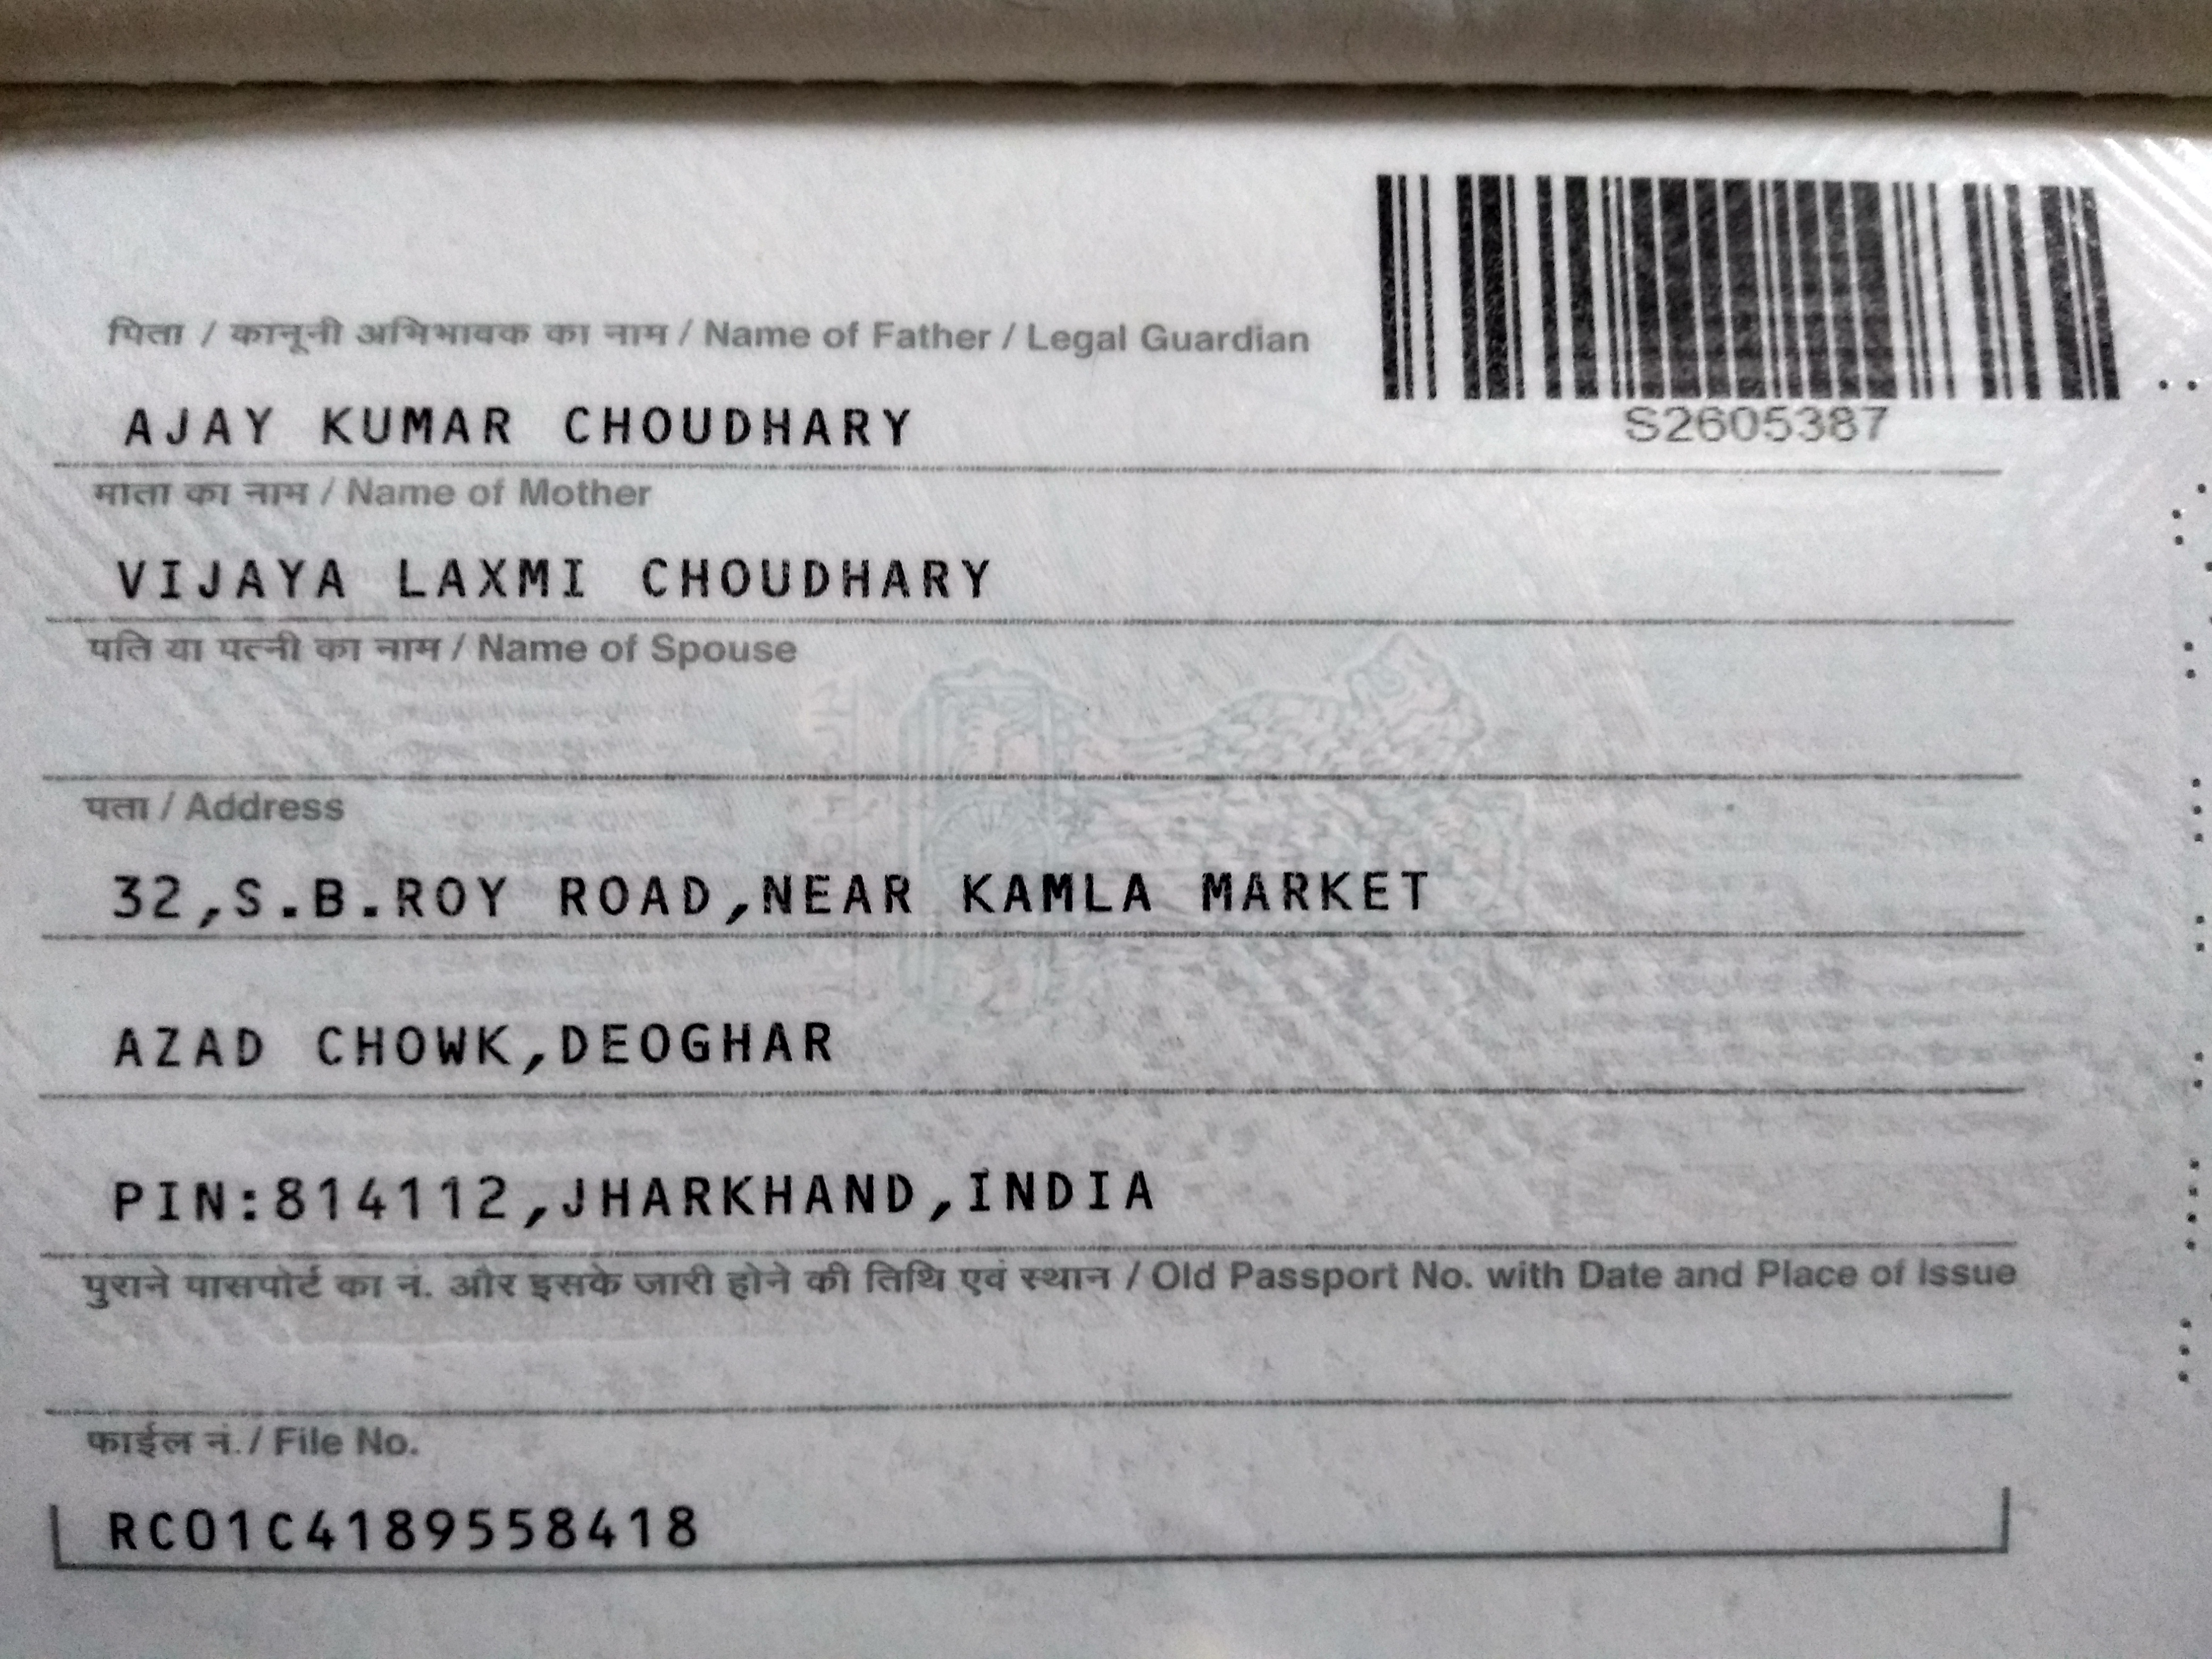 पिता / कानूनी अभिभावक का नाम / Name of Father / Legal Guardian
AJAY KUMAR CHOUDHARY
S2605387
माता का नाम / Name of Mother
VIJAYA LAXMI CHOUDHARY
पति या पत्नी का नाम / Name of Spouse
पता / Address
32,S.B.ROY ROAD,NEAR KAMLA MARKET
AZAD CHOWK,DEOGHAR
PIN:814112,JHARKHAND,INDIA
पुराने पासपोर्ट का नं. और इसके जारी होने की तिथि एवं स्थान / Old Passport No. with Date and Place of Issue
फाईल नं. / File No.
RC01C4189558418